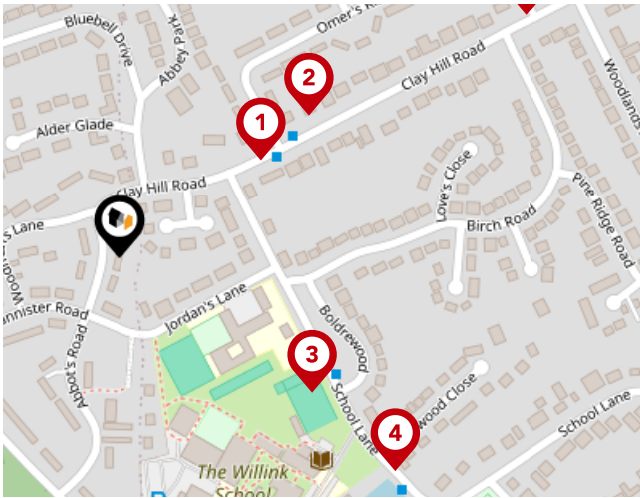 Omer's R
Bluebell Drive
Abbey Park
Clay Hill Road
2
1
Alder Glade
Woodlands
Love's Close
Clay Hill Road
Pine Ridge Road
s Lane
Birch Road
Woo
annister Road
Jordan's Lane
Boldrewood
Abbot's Road
3
School Lane
wood Close
School Lane
4
The Willink
School